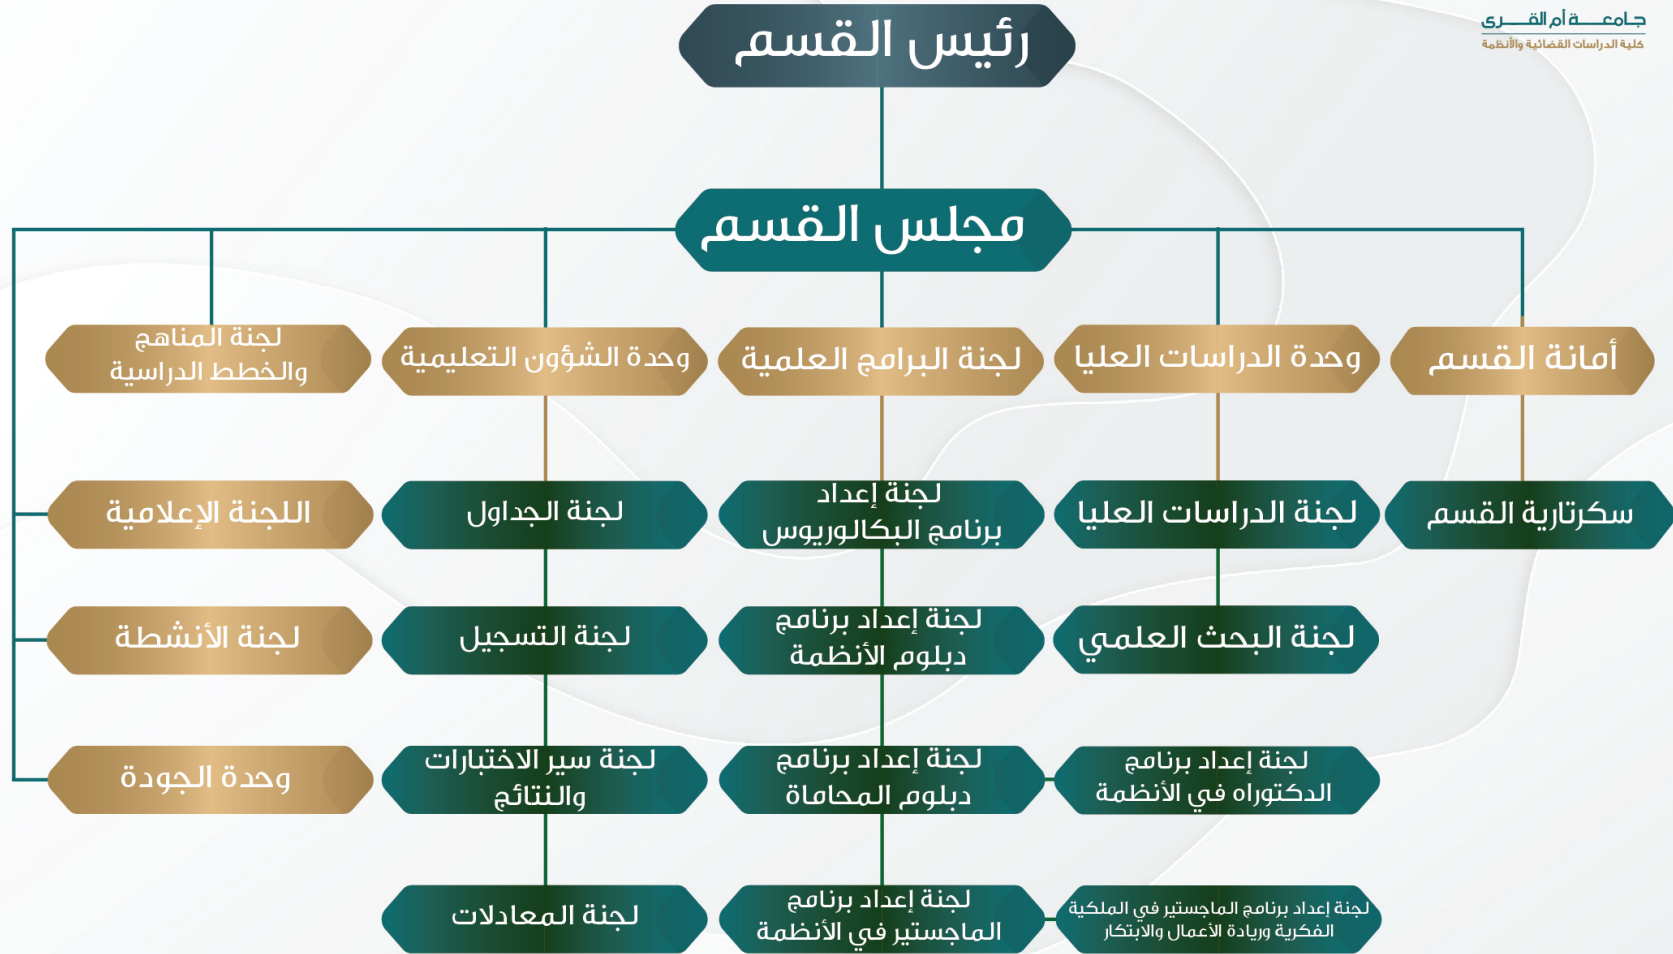 جامعة أم القرى
كلية الدراسات القضائية والأنظمة
رئيس القسم
مجلس القسم
أمانة القسم
وحدة الدراسات العليا
لجنة البرامج العلمية
وحدة الشؤون التعليمية
لجنة المناهج
والخطط الدراسية
سكرتارية القسم
لجنة الدراسات العليا
لجنة إعداد
برنامج البكالوريوس
لجنة الجداول
اللجنة الإعلامية
لجنة البحث العلمي
لجنة إعداد برنامج
دبلوم الأنظمة
لجنة التسجيل
لجنة الأنشطة
لجنة إعداد برنامج
الدكتوراه في الأنظمة
لجنة إعداد برنامج
دبلوم المحاماة
لجنة سير الاختبارات
والنتائج
وحدة الجودة
لجنة إعداد برنامج الماجستير في الملكية
الفكرية وريادة الأعمال والابتكار
لجنة إعداد برنامج
الماجستير في الأنظمة
لجنة المعادلات